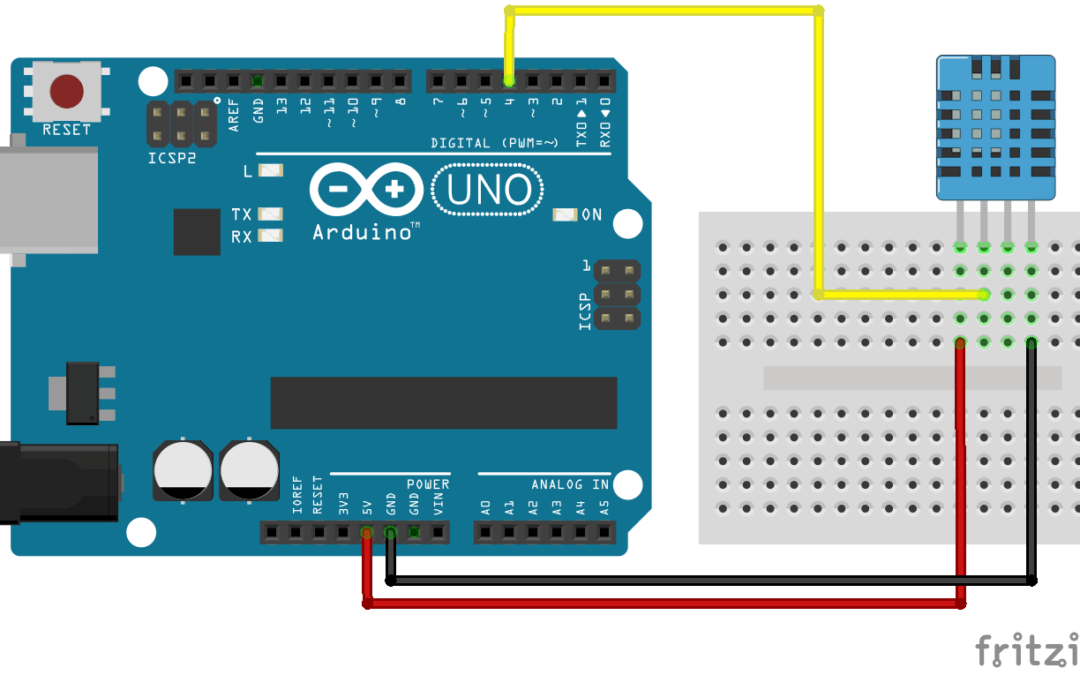 RESET
ICSP2
AREF
GND
13
12
~11
~10
~9
8
7
~6
~5
4
~3
2
TX0▶1
RX0◀0
DIGITAL (PWM=~)
L
TX
RX
UNO
Arduino™
ON
1
ICSP
IOREF
RESET
3V3
5V
GND
GND
VIN
POWER
ANALOG IN
A0
A1
A2
A3
A4
A5
fritzi